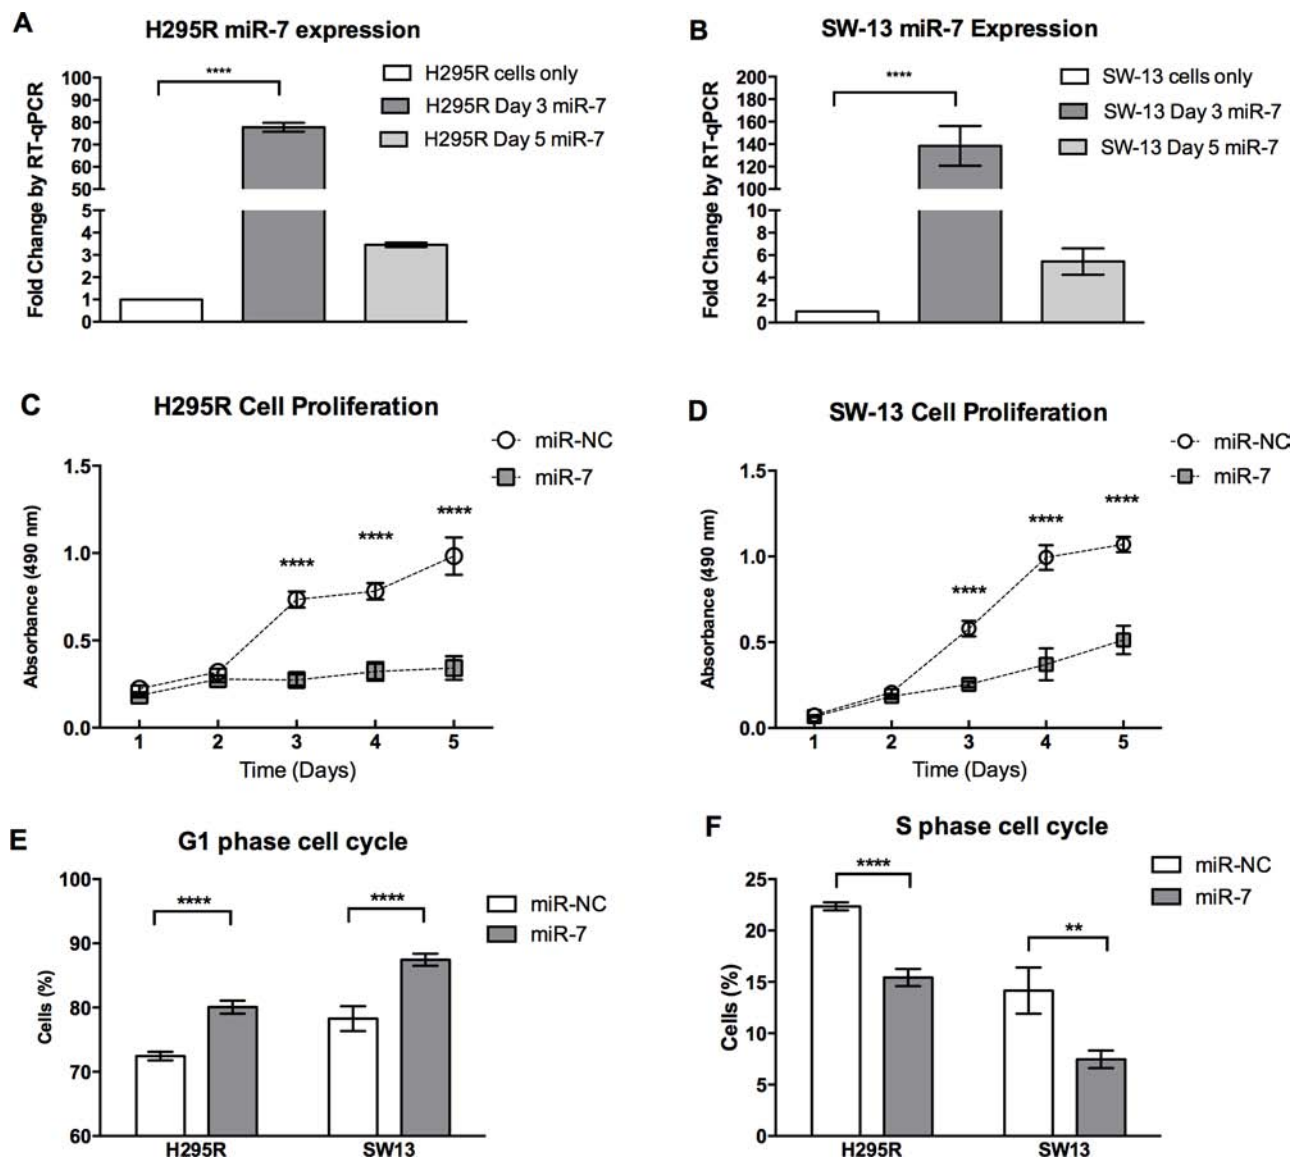 A
H295R miR-7 expression
Fold Change by RT-qPCR
100
90
80
70
60
50
5
4
3
2
1
0
****
H295R cells only
H295R Day 3 miR-7
H295R Day 5 miR-7
B
SW-13 miR-7 Expression
Fold Change by RT-qPCR
200
180
160
140
120
100
10
8
6
4
2
0
****
SW-13 cells only
SW-13 Day 3 miR-7
SW-13 Day 5 miR-7
C
H295R Cell Proliferation
miR-NC
miR-7
Absorbance (490 nm)
1.5
1.0
0.5
0.0
****
****
****
1 2 3 4 5
Time (Days)
D
SW-13 Cell Proliferation
miR-NC
miR-7
Absorbance (490 nm)
1.5
1.0
0.5
0.0
****
****
****
1 2 3 4 5
Time (Days)
E
G1 phase cell cycle
miR-NC
miR-7
Cells (%)
100
90
80
70
60
****
****
H295R SW13
F
S phase cell cycle
miR-NC
miR-7
Cells (%)
25
20
15
10
5
0
****
**
H295R SW13